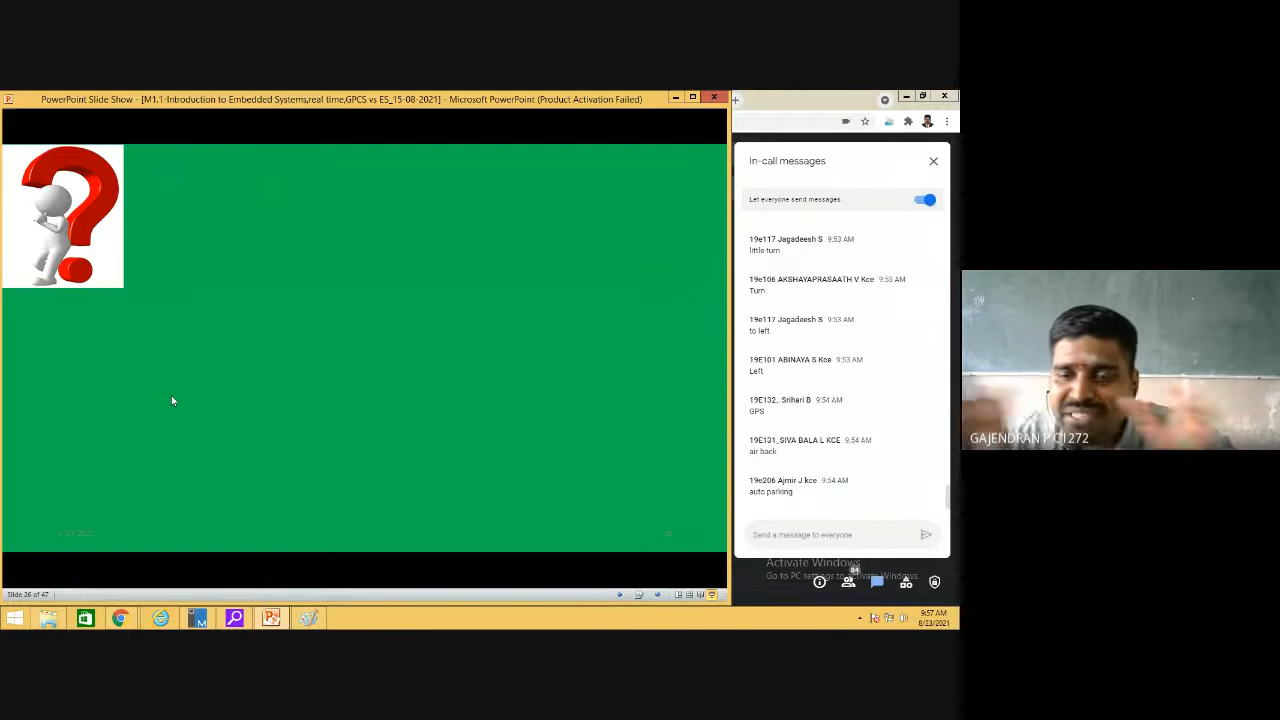 PowerPoint Slide Show - [M1.1-Introduction to Embedded Systems,real time,GPCS vs ES_15-08-2021] - Microsoft PowerPoint (Product Activation Failed)
In-call messages
Let everyone send messages
19e117 Jagadeesh S 9:53 AM
little turn
19e106 AKSHAYAPRASAATH V Kce 9:53 AM
Turn
19e117 Jagadeesh S 9:53 AM
to left
19E101 ABINAYA S Kce 9:53 AM
Left
19E132_ Srihari B 9:54 AM
GPS
19E131_SIVA BALA L KCE 9:54 AM
air back
19e206 Ajmir J kce 9:54 AM
auto parking
Send a message to everyone
Activate Windows
Go to PC settings to activate Windows.
84
GAJENDRAN P CI 272
Slide 26 of 47
9:57 AM
8/23/2021